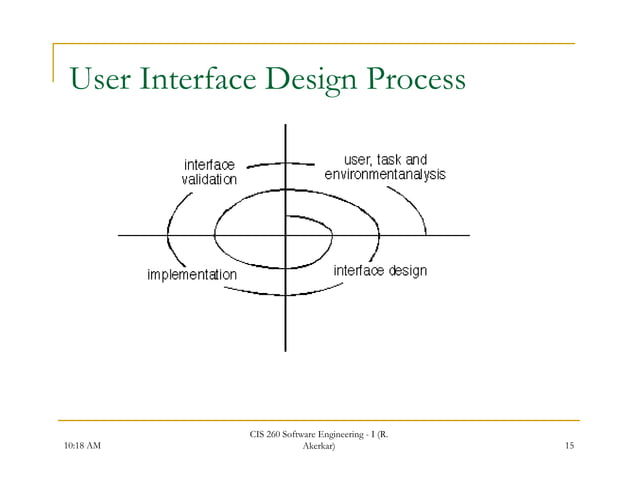 User Interface Design Process
interface
validation
user, task and
environmentanalysis
implementation
interface design
10:18 AM
CIS 260 Software Engineering - I (R.
Akerkar)
15